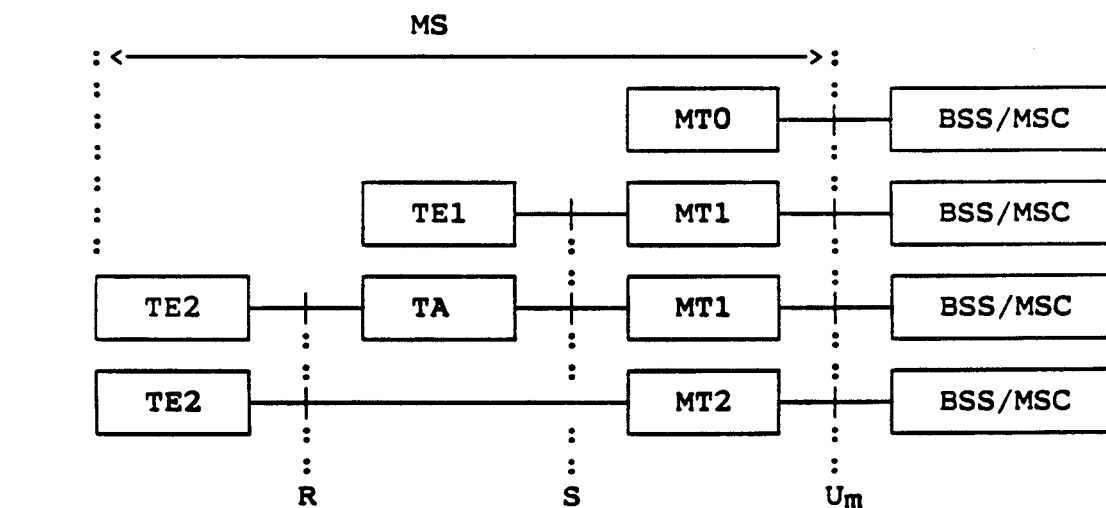 MS
MT0 BSS/MSC
TE1 MT1 BSS/MSC
TE2 TA MT1 BSS/MSC
TE2 MT2 BSS/MSC
R S Um